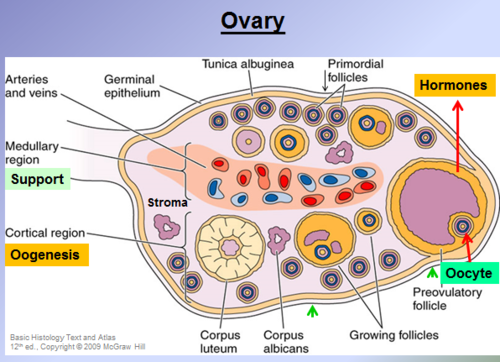 Ovary
Tunica albuginea
Primordial
follicles
Arteries
and veins
Germinal
epithelium
Hormones
Medullary
region
Support
Stroma
Cortical region
Oogenesis
Oocyte
Preovulatory
follicle
Corpus
luteum
Corpus
albicans
Growing follicles
Basic Histology Text and Atlas
12th ed., Copyright © 2009 McGraw Hill